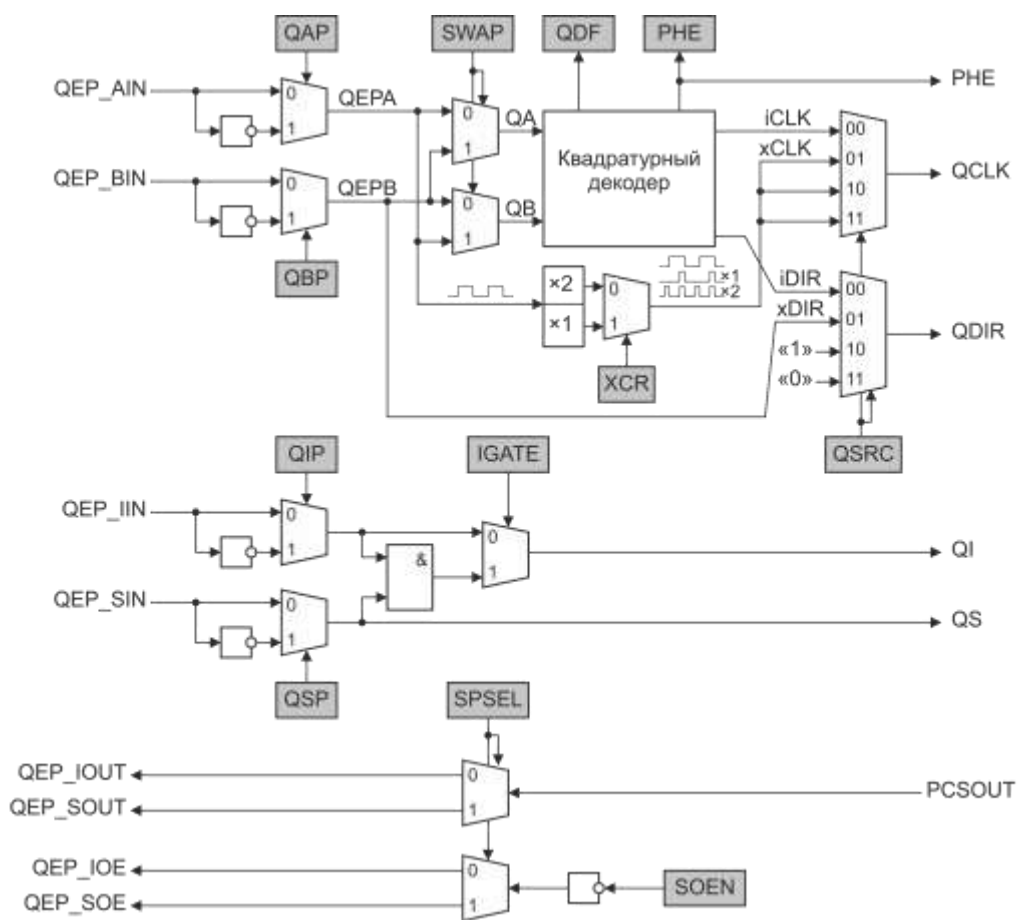 QAP
SWAP
QDF
PHE
QEP_AIN
0
1
QEPA
0
1
QA
Квадратурный
декодер
iCLK
xCLK
00
01
10
11
PHE
QCLK
QEP_BIN
0
1
QEPB
0
1
QB
QBP
×2
×1
0
1
×1
×2
XCR
iDIR
xDIR
«1»
«0»
00
01
10
11
QDIR
QSRC
QIP
IGATE
QEP_IIN
0
1
&
0
1
QI
QEP_SIN
0
1
QS
QSP
SPSEL
QEP_IOUT
0
PCSOUT
QEP_SOUT
1
QEP_IOE
0
SOEN
QEP_SOE
1